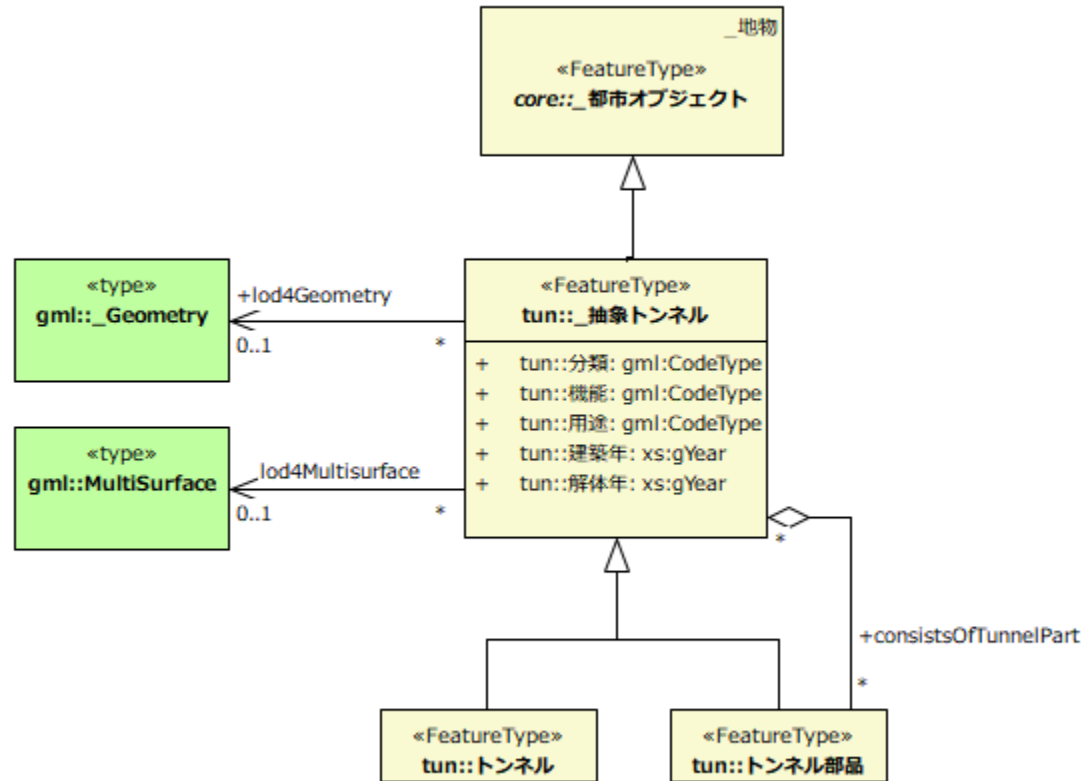 _地物
«FeatureType»
core::_都市オブジェクト
«type»
gml::_Geometry
+lod4Geometry
0..1
*
«FeatureType»
tun::_抽象トンネル
+ tun::分類: gml:CodeType
+ tun::機能: gml:CodeType
+ tun::用途: gml:CodeType
+ tun::建築年: xs:gYear
+ tun::解体年: xs:gYear
«type»
gml::MultiSurface
lod4Multisurface
0..1
*
*
+consistsOfTunnelPart
*
«FeatureType»
tun::トンネル
«FeatureType»
tun::トンネル部品